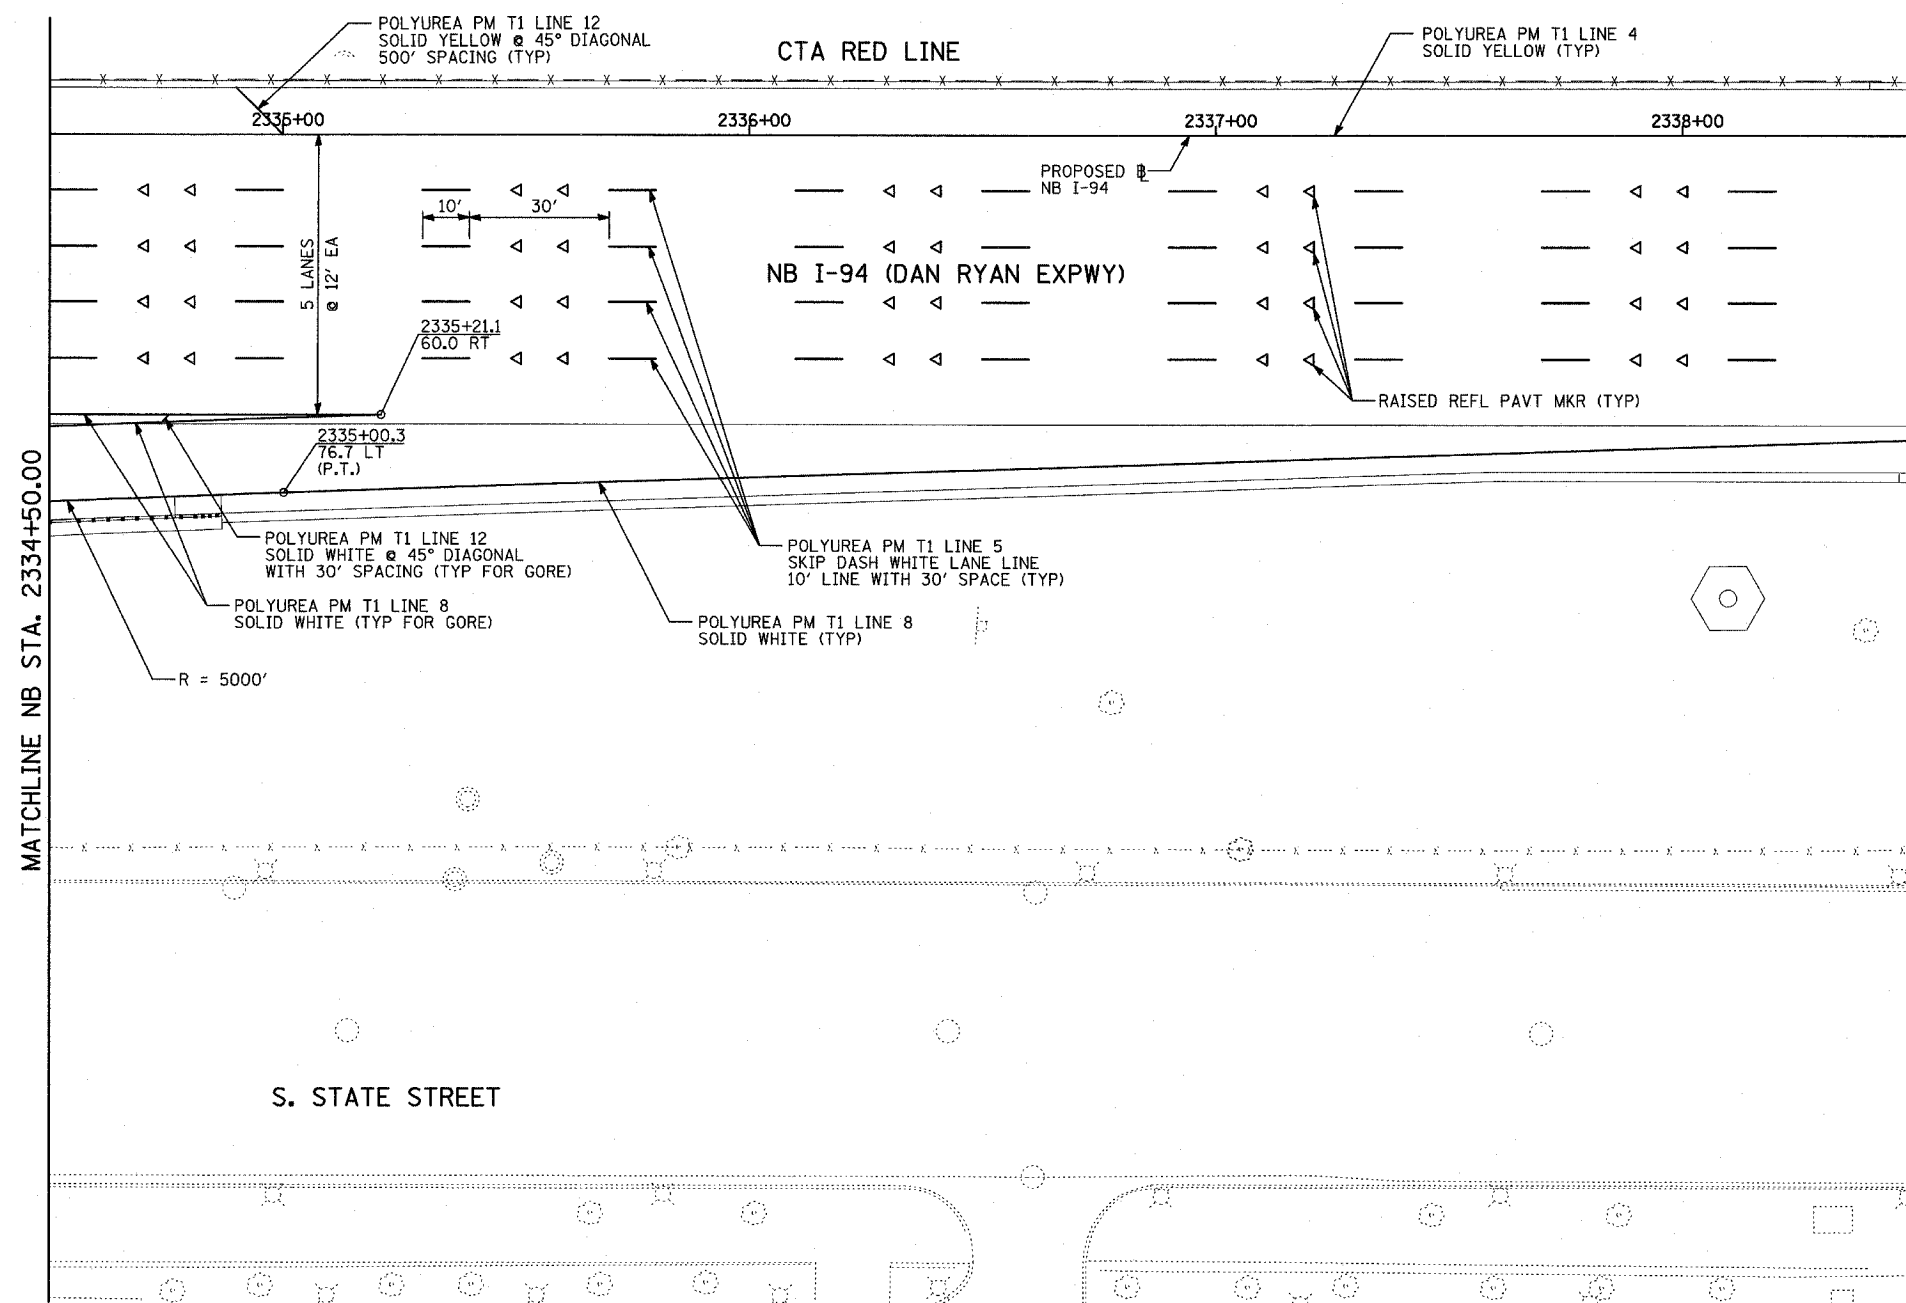 POLYUREA PM T1 LINE 12
SOLID YELLOW @ 45° DIAGONAL
500' SPACING (TYP)
CTA RED LINE
POLYUREA PM T1 LINE 4
SOLID YELLOW (TYP)
2335+00
2336+00
2337+00
2338+00
PROPOSED ℄
NB I-94
10'
30'
5 LANES
@ 12' EA
NB I-94 (DAN RYAN EXPWY)
2335+21.1
60.0 RT
RAISED REFL PAVT MKR (TYP)
2335+00.3
76.7 LT
(P.T.)
POLYUREA PM T1 LINE 12
SOLID WHITE @ 45° DIAGONAL
WITH 30' SPACING (TYP FOR GORE)
POLYUREA PM T1 LINE 5
SKIP DASH WHITE LANE LINE
10' LINE WITH 30' SPACE (TYP)
POLYUREA PM T1 LINE 8
SOLID WHITE (TYP FOR GORE)
POLYUREA PM T1 LINE 8
SOLID WHITE (TYP)
R = 5000'
MATCHLINE NB STA. 2334+50.00
S. STATE STREET